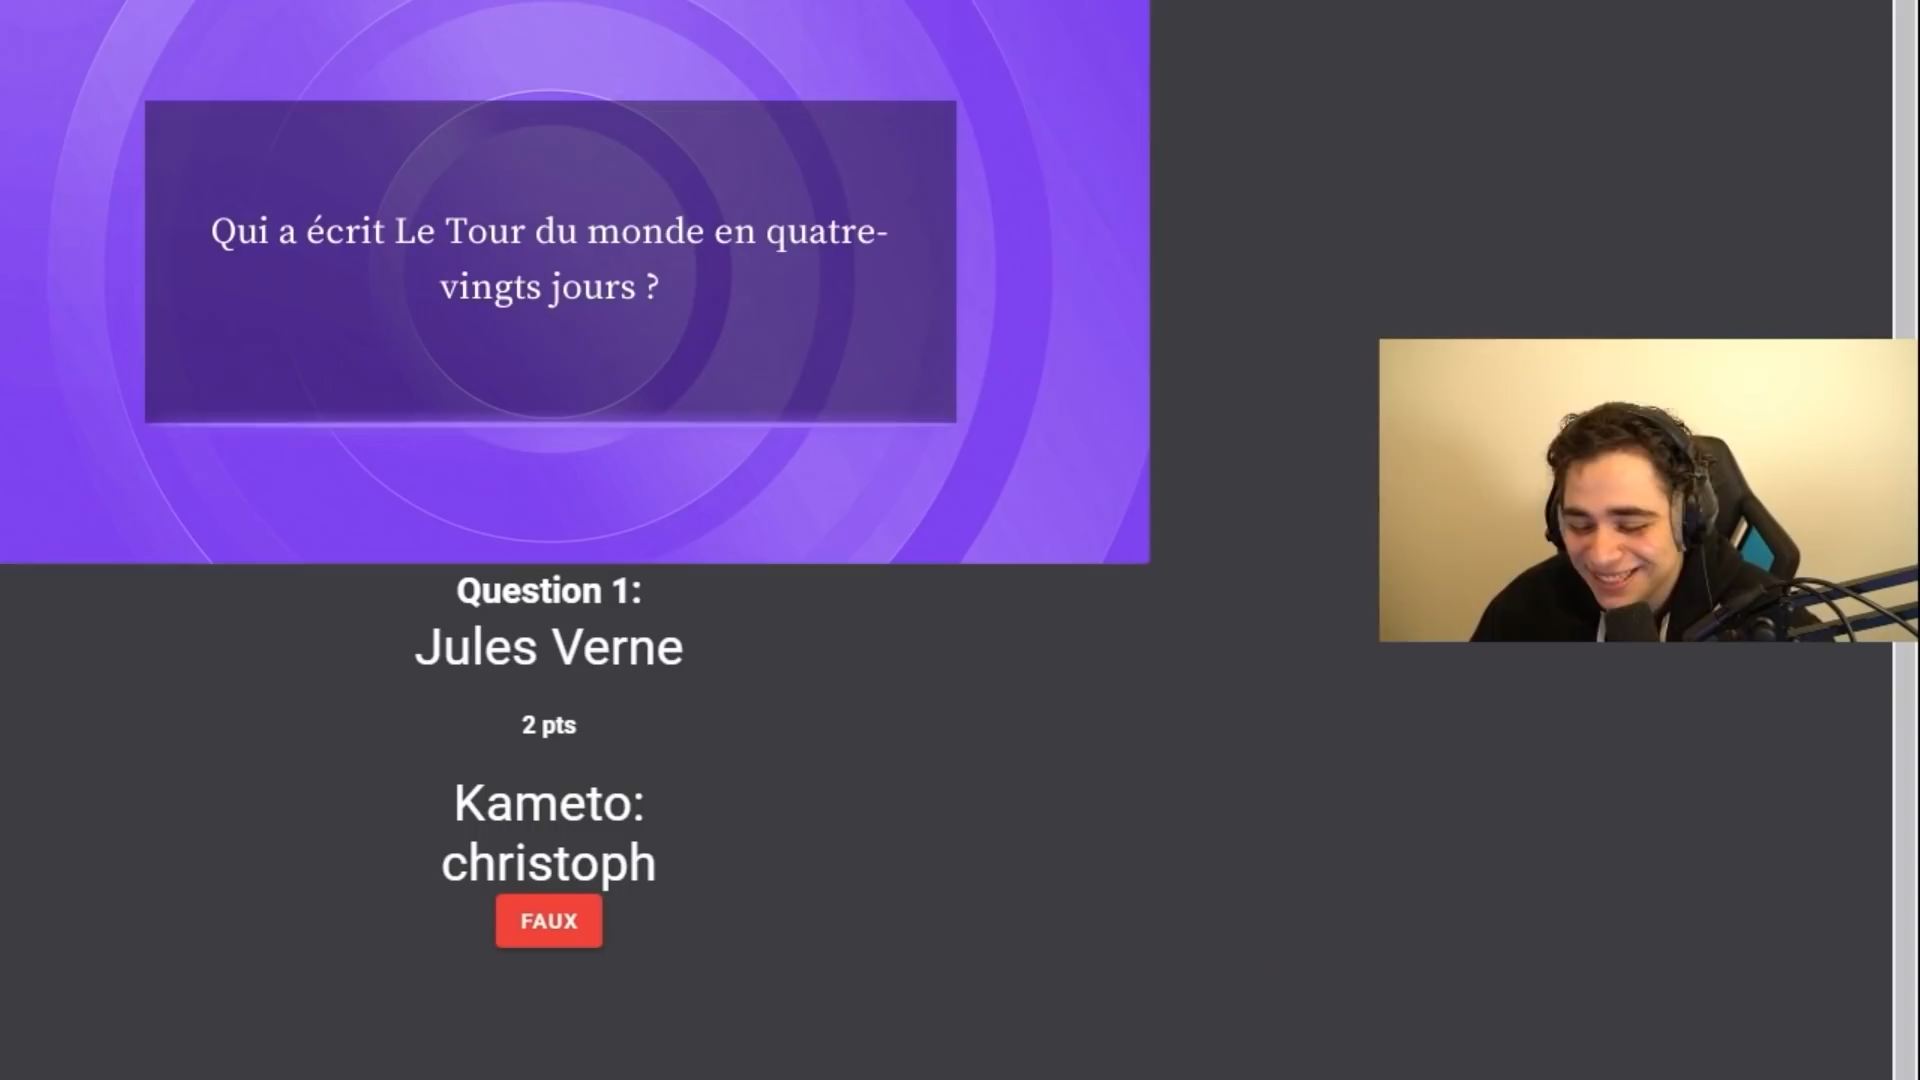 Qui a écrit Le Tour du monde en quatre-
vingts jours ?
Question 1:
Jules Verne
2 pts
Kameto:
christoph
FAUX